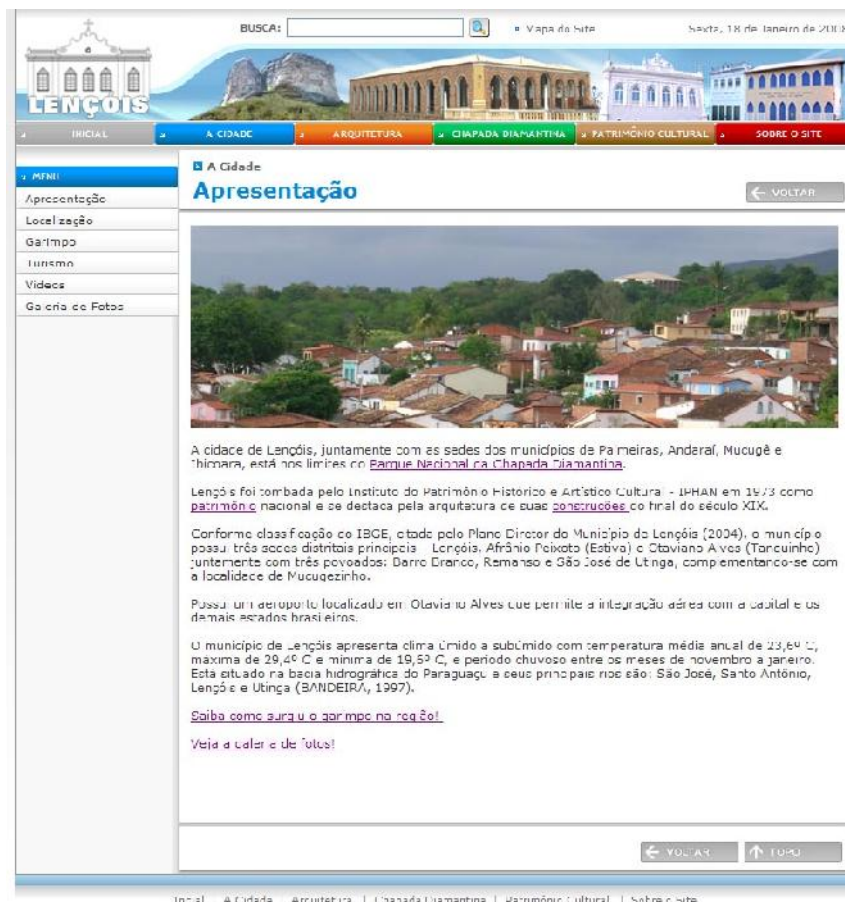 BUSCA:
Mapa do Site
Sexta, 18 de Janeiro de 2008
LENÇOIS
INICIAL
A CIDADE
ARQUITETURA
CHAPADA DIAMANTINA
PATRIMÔNIO CULTURAL
SOBRE O SITE
MENU
Apresentação
Localização
Garimpo
Turismo
Vídeos
Galeria de Fotos
A Cidade
Apresentação
VOLTAR
A cidade de Lençóis, juntamente com as sedes dos municípios de Palmeiras, Andaraí, Mucugê e
Ibicoara, está nos limites do Parque Nacional da Chapada Diamantina.
Lençóis foi tombada pelo Instituto do Patrimônio Histórico e Artístico Cultural - IPHAN em 1973 como
patrimônio nacional e se destaca pela arquitetura de suas construções do final do século XIX.
Conforme classificação do IBGE, citada pelo Plano Diretor do Município de Lençóis (2004), o município
possui três sedes distritais principais - Lençóis, Afrânio Peixoto (Estiva) e Otaviano Alves (Tanquinho)
juntamente com três povoados: Barro Branco, Remanso e São José de Utinga, complementando-se com
a localidade de Mucugezinho.
Possui um aeroporto localizado em Otaviano Alves que permite a integração aérea com a capital e os
demais estados brasileiros.
O município de Lençóis apresenta clima úmido a subúmido com temperatura média anual de 23,6º C,
máxima de 29,4º C e mínima de 19,5º C, e período chuvoso entre os meses de novembro a janeiro.
Está situado na bacia hidrográfica do Paraguaçu e seus principais rios são: São José, Santo Antônio,
Lençóis e Utinga (BANDEIRA, 1997).
Saiba como surgiu o garimpo na região!
Veja a galeria de fotos!
VOLTAR
TOPO
Inicial | A Cidade | Arquitetura | Chapada Diamantina | Patrimônio Cultural | Sobre o Site